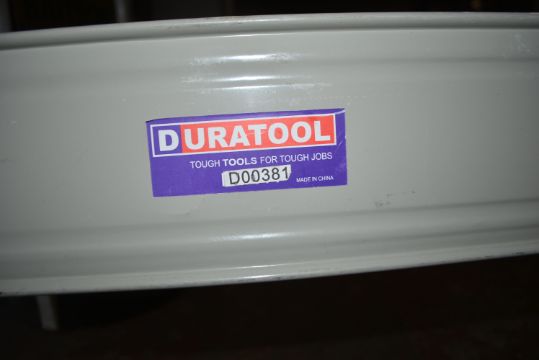 DURATOOL
TOUGH TOOLS FOR TOUGH JOBS
D00381
MADE IN CHINA